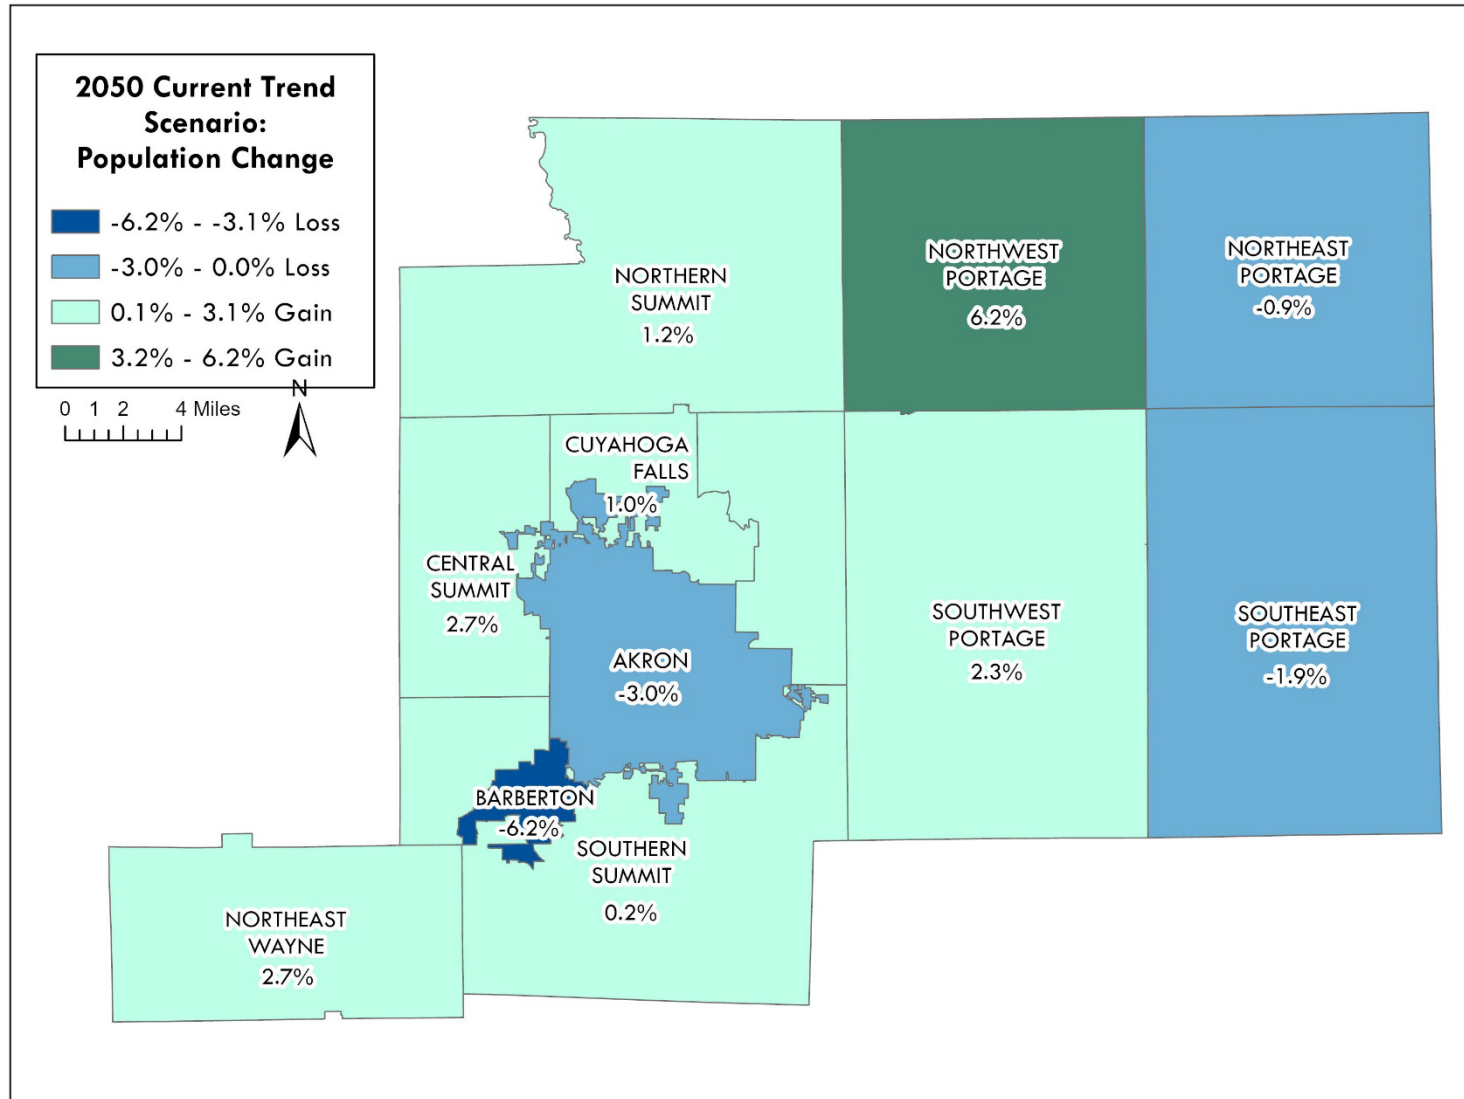 2050 Current Trend
Scenario:
Population Change
-6.2% - -3.1% Loss
-3.0% - 0.0% Loss
0.1% - 3.1% Gain
3.2% - 6.2% Gain
0 1 2 4 Miles
N
NORTHERN
SUMMIT
1.2%
NORTHWEST
PORTAGE
6.2%
NORTHEAST
PORTAGE
-0.9%
CUYAHOGA
FALLS
1.0%
CENTRAL
SUMMIT
2.7%
AKRON
-3.0%
SOUTHWEST
PORTAGE
2.3%
SOUTHEAST
PORTAGE
-1.9%
BARBERTON
-6.2%
SOUTHERN
SUMMIT
0.2%
NORTHEAST
WAYNE
2.7%